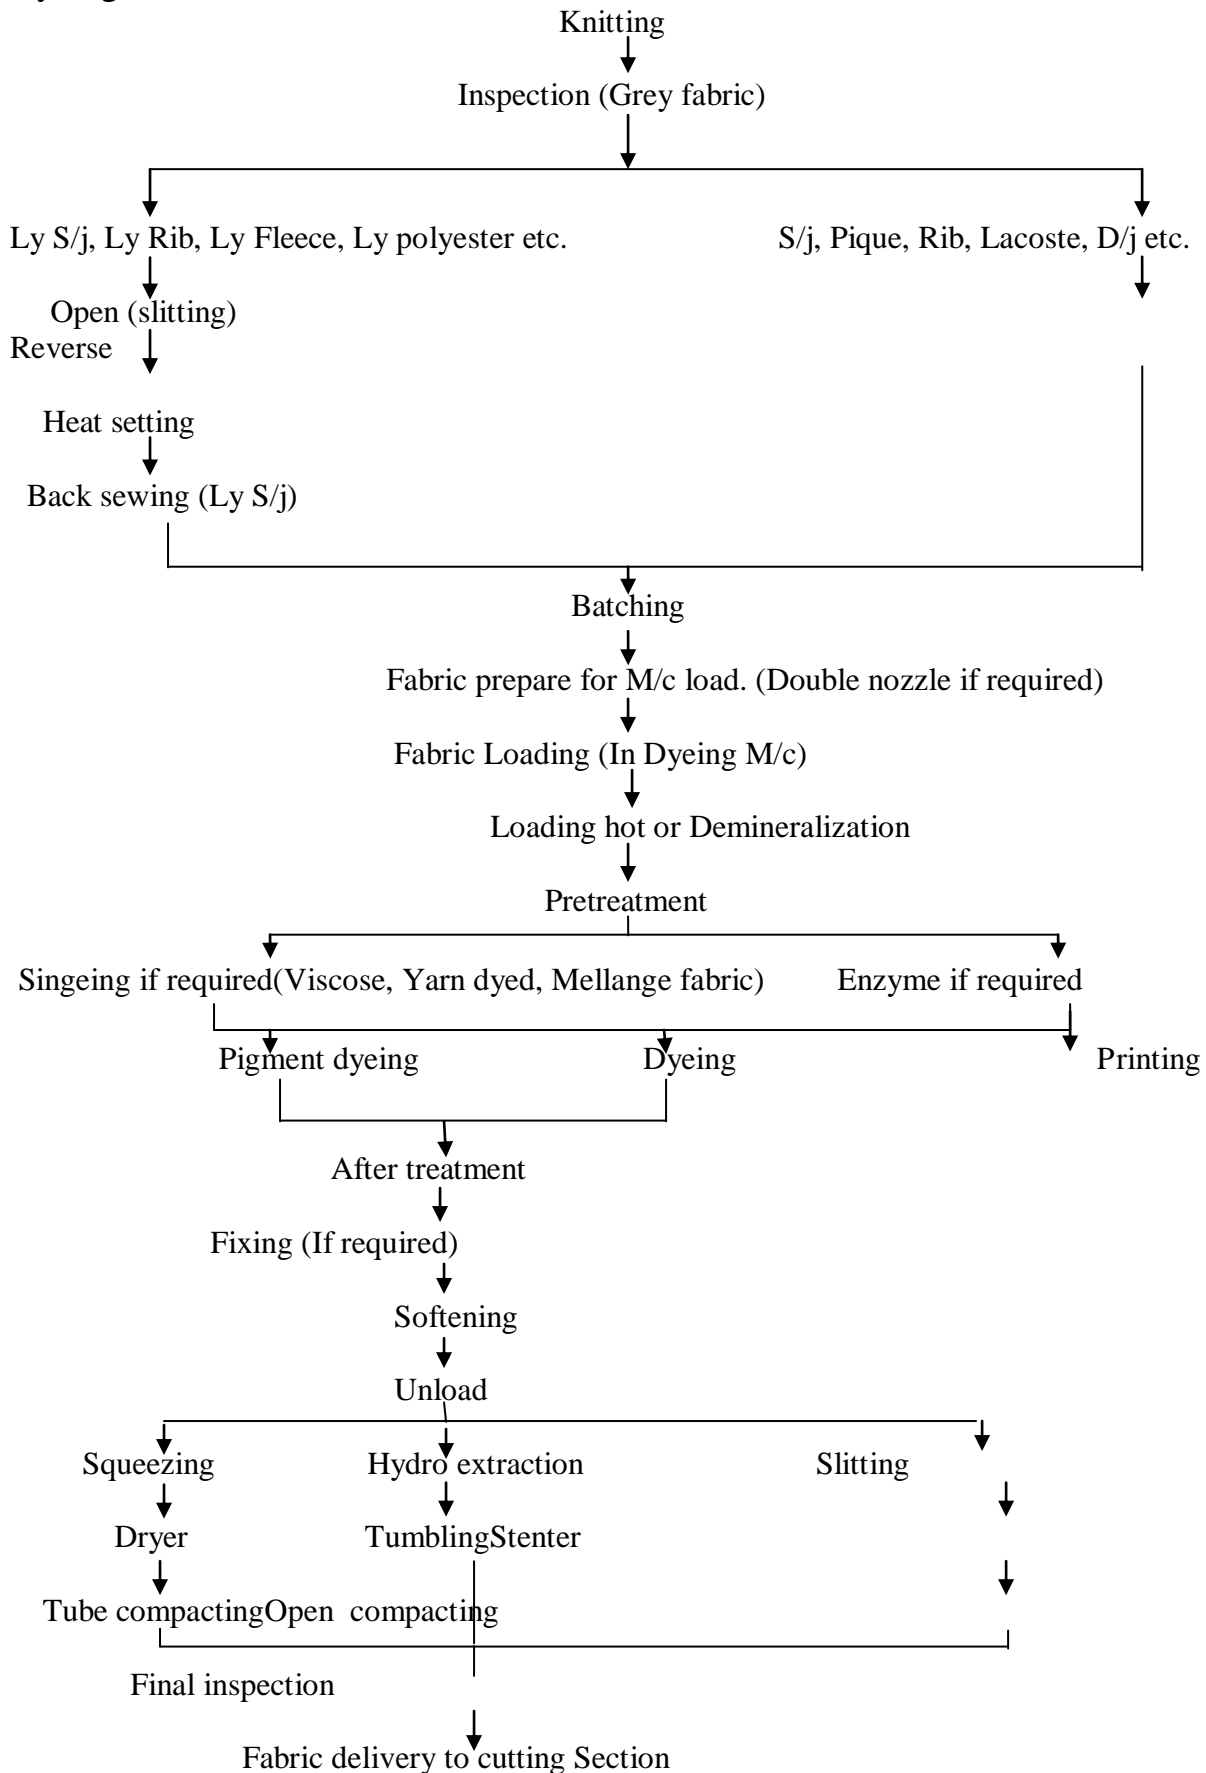 Knitting
Inspection (Grey fabric)
Ly S/j, Ly Rib, Ly Fleece, Ly polyester etc.
S/j, Pique, Rib, Lacoste, D/j etc.
Open (slitting)
Reverse
Heat setting
Back sewing (Ly S/j)
Batching
Fabric prepare for M/c load. (Double nozzle if required)
Fabric Loading (In Dyeing M/c)
Loading hot or Demineralization
Pretreatment
Singeing if required(Viscose, Yarn dyed, Mellange fabric)
Enzyme if required
Pigment dyeing
Dyeing
Printing
After treatment
Fixing (If required)
Softening
Unload
Squeezing
Hydro extraction
Slitting
Dryer
TumblingStenter
Tube compactingOpen compacting
Final inspection
Fabric delivery to cutting Section